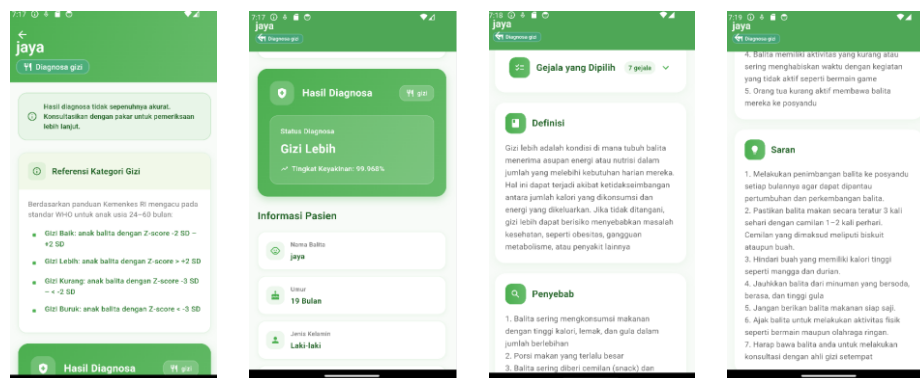 7:17
jaya
Diagnosa gizi
Hasil diagnosa tidak sepenuhnya akurat.
Konsultasikan dengan pakar untuk pemeriksaan
lebih lanjut.
Referensi Kategori Gizi
Berdasarkan panduan Kemenkes RI mengacu pada
standar WHO untuk anak usia 24–60 bulan:
Gizi Baik: anak balita dengan Z-score -2 SD –
+2 SD
Gizi Lebih: anak balita dengan Z-score > +2 SD
Gizi Kurang: anak balita dengan Z-score -3 SD
– < -2 SD
Gizi Buruk: anak balita dengan Z-score < -3 SD
Hasil Diagnosa
gizi
7:17
jaya
Diagnosa gizi
Hasil Diagnosa
gizi
Status Diagnosa
Gizi Lebih
Tingkat Keyakinan: 99.968%
Informasi Pasien
Nama Balita
jaya
Umur
19 Bulan
Jenis Kelamin
Laki-laki
7:18
jaya
Diagnosa gizi
Gejala yang Dipilih
7 gejala
Definisi
Gizi lebih adalah kondisi di mana tubuh balita
menerima asupan energi atau nutrisi dalam
jumlah yang melebihi kebutuhan harian mereka.
Hal ini dapat terjadi akibat ketidakseimbangan
antara jumlah kalori yang dikonsumsi dan
energi yang dikeluarkan. Jika tidak ditangani,
gizi lebih dapat berisiko menyebabkan masalah
kesehatan, seperti obesitas, gangguan
metabolisme, atau penyakit lainnya
Penyebab
1. Balita sering mengkonsumsi makanan
dengan tinggi kalori, lemak, dan gula dalam
jumlah berlebihan
2. Porsi makan yang terlalu besar
3. Balita sering diberi cemilan (snack) dan
7:19
jaya
Diagnosa gizi
4. Balita memiliki aktivitas yang kurang atau
sering menghabiskan waktu dengan kegiatan
yang tidak aktif seperti bermain game
5. Orang tua kurang aktif membawa balita
mereka ke posyandu
Saran
1. Melakukan penimbangan balita ke posyandu
setiap bulannya agar dapat dipantau
pertumbuhan dan perkembangan balita.
2. Pastikan balita makan secara teratur 3 kali
sehari dengan camilan 1–2 kali perhari.
Cemilan yang dimaksud meliputi biskuit
ataupun buah.
3. Hindari buah yang memiliki kalori tinggi
seperti mangga dan durian.
4. Jauhkan balita dari minuman yang bersoda,
berasa, dan tinggi gula
5. Jangan berikan balita makanan siap saji.
6. Ajak balita untuk melakukan aktivitas fisik
seperti bermain maupun olahraga ringan.
7. Harap bawa balita anda untuk melakukan
konsultasi dengan ahli gizi setempat